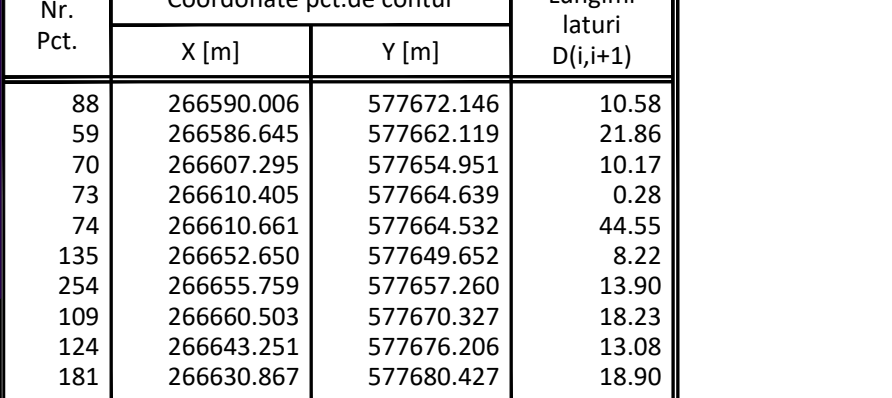 Nr.
Pct.
Coordonate pct.de contur
X [m]
Y [m]
Lungimi
laturi
D(i,i+1)
88 266590.006 577672.146 10.58
59 266586.645 577662.119 21.86
70 266607.295 577654.951 10.17
73 266610.405 577664.639 0.28
74 266610.661 577664.532 44.55
135 266652.650 577649.652 8.22
254 266655.759 577657.260 13.90
109 266660.503 577670.327 18.23
124 266643.251 577676.206 13.08
181 266630.867 577680.427 18.90